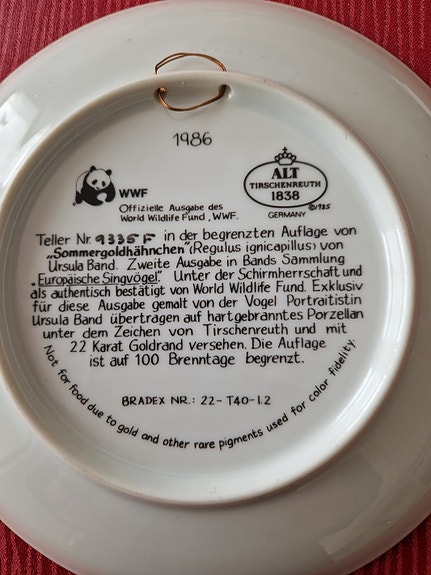 1986
WWF
Offizielle Ausgabe des
World Wildlife Fund, WWF.
ALT
TIRSCHENREUTH
1838
GERMANY ©1985
Teller Nr. 9335 F in der begrenzten Auflage von
„Sommergoldhähnchen" (Regulus ignicapillus) von
Ursula Band. Zweite Ausgabe in Bands Sammlung
„Europäische Singvögel". Unter der Schirmherrschaft und
als authentisch bestätigt von World Wildlife Fund. Exklusiv
für diese Ausgabe gemalt von der Vogel Portraitistin
Ursula Band übertragen auf hartgebranntes Porzellan
unter dem Zeichen von Tirschenreuth und mit
22 Karat Goldrand versehen. Die Auflage
ist auf 100 Brenntage begrenzt.
BRADEX NR.: 22-T40-1.2
Not for food due to gold and other rare pigments used for color fidelity.